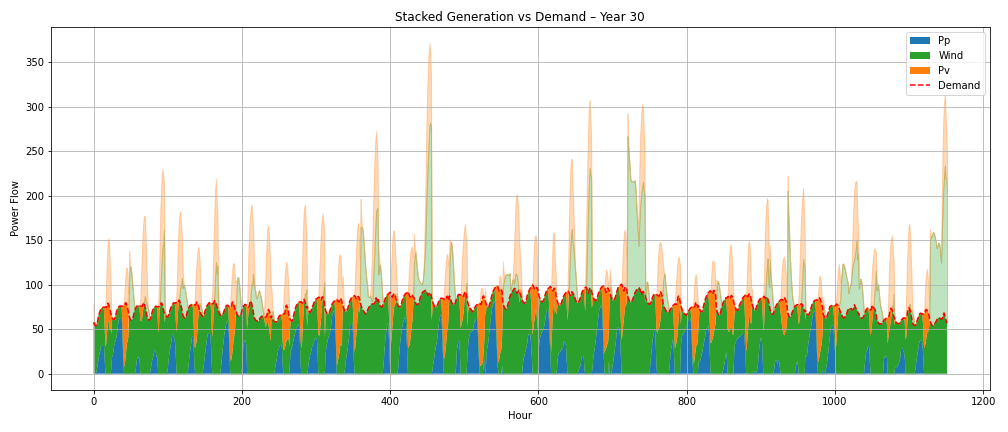 Stacked Generation vs Demand – Year 30
Pp
Wind
Pv
Demand
Power Flow
350
300
250
200
150
100
50
0
0 200 400 600 800 1000 1200
Hour